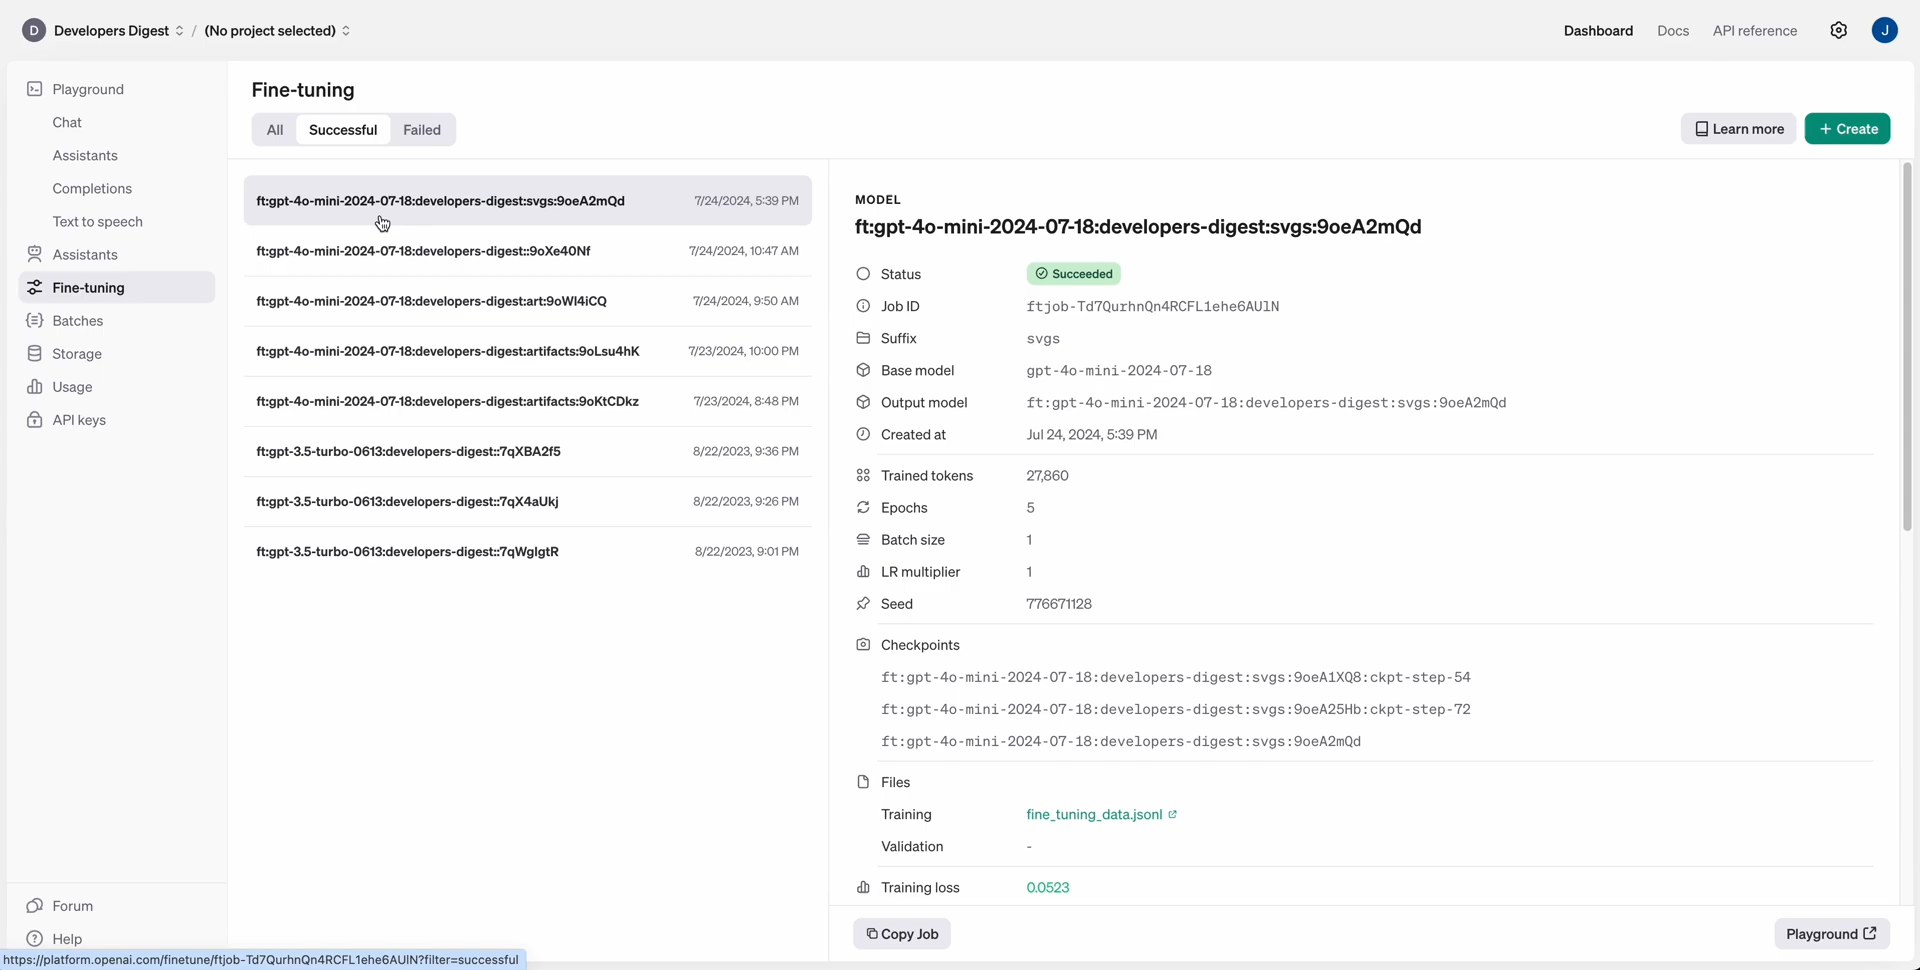 D Developers Digest / (No project selected)
Dashboard Docs API reference J
Playground
Chat
Assistants
Completions
Text to speech
Assistants
Fine-tuning
Batches
Storage
Usage
API keys
Forum
Help
Fine-tuning
All Successful Failed
Learn more
+ Create
ft:gpt-4o-mini-2024-07-18:developers-digest:svgs:9oeA2mQd 7/24/2024, 5:39 PM
ft:gpt-4o-mini-2024-07-18:developers-digest::9oXe40Nf 7/24/2024, 10:47 AM
ft:gpt-4o-mini-2024-07-18:developers-digest:art:9oWI4iCQ 7/24/2024, 9:50 AM
ft:gpt-4o-mini-2024-07-18:developers-digest:artifacts:9oLsu4hK 7/23/2024, 10:00 PM
ft:gpt-4o-mini-2024-07-18:developers-digest:artifacts:9oKtCDkz 7/23/2024, 8:48 PM
ft:gpt-3.5-turbo-0613:developers-digest::7qXBA2f5 8/22/2023, 9:36 PM
ft:gpt-3.5-turbo-0613:developers-digest::7qX4aUkj 8/22/2023, 9:26 PM
ft:gpt-3.5-turbo-0613:developers-digest::7qWglgtR 8/22/2023, 9:01 PM
MODEL
ft:gpt-4o-mini-2024-07-18:developers-digest:svgs:9oeA2mQd
Status Succeeded
Job ID ftjob-Td7QurhnQn4RCFL1ehe6AUlN
Suffix svgs
Base model gpt-4o-mini-2024-07-18
Output model ft:gpt-4o-mini-2024-07-18:developers-digest:svgs:9oeA2mQd
Created at Jul 24, 2024, 5:39 PM
Trained tokens 27,860
Epochs 5
Batch size 1
LR multiplier 1
Seed 776671128
Checkpoints
ft:gpt-4o-mini-2024-07-18:developers-digest:svgs:9oeA1XQ8:ckpt-step-54
ft:gpt-4o-mini-2024-07-18:developers-digest:svgs:9oeA25Hb:ckpt-step-72
ft:gpt-4o-mini-2024-07-18:developers-digest:svgs:9oeA2mQd
Files
Training fine_tuning_data.jsonl
Validation -
Training loss 0.0523
Copy Job
Playground
https://platform.openai.com/finetune/ftjob-Td7QurhnQn4RCFL1ehe6AUlN?filter=successful